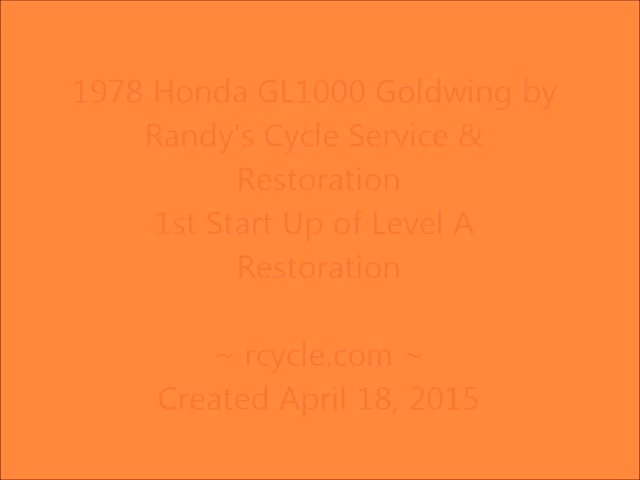 1978 Honda GL1000 Goldwing by
Randy's Cycle Service &
Restoration
1st Start Up of Level A
Restoration
~ rcycle.com ~
Created April 18, 2015